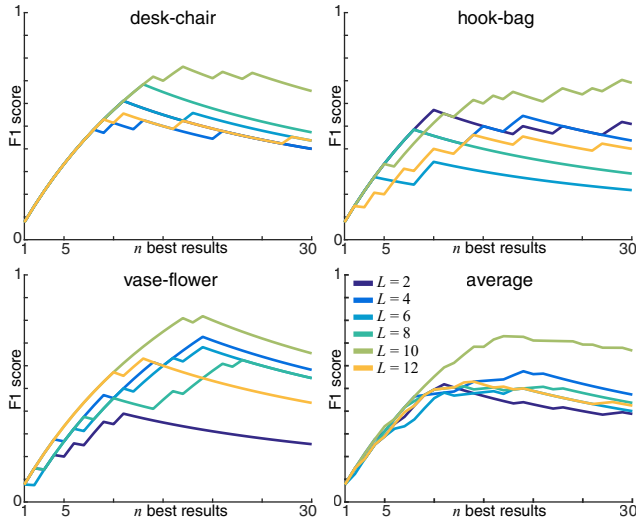 desk-chair
1
F1 score
0
1
5
n best results
30
hook-bag
1
F1 score
0
1
5
n best results
30
vase-flower
1
F1 score
0
1
5
n best results
30
average
1
F1 score
0
1
5
n best results
30
L = 2
L = 4
L = 6
L = 8
L = 10
L = 12